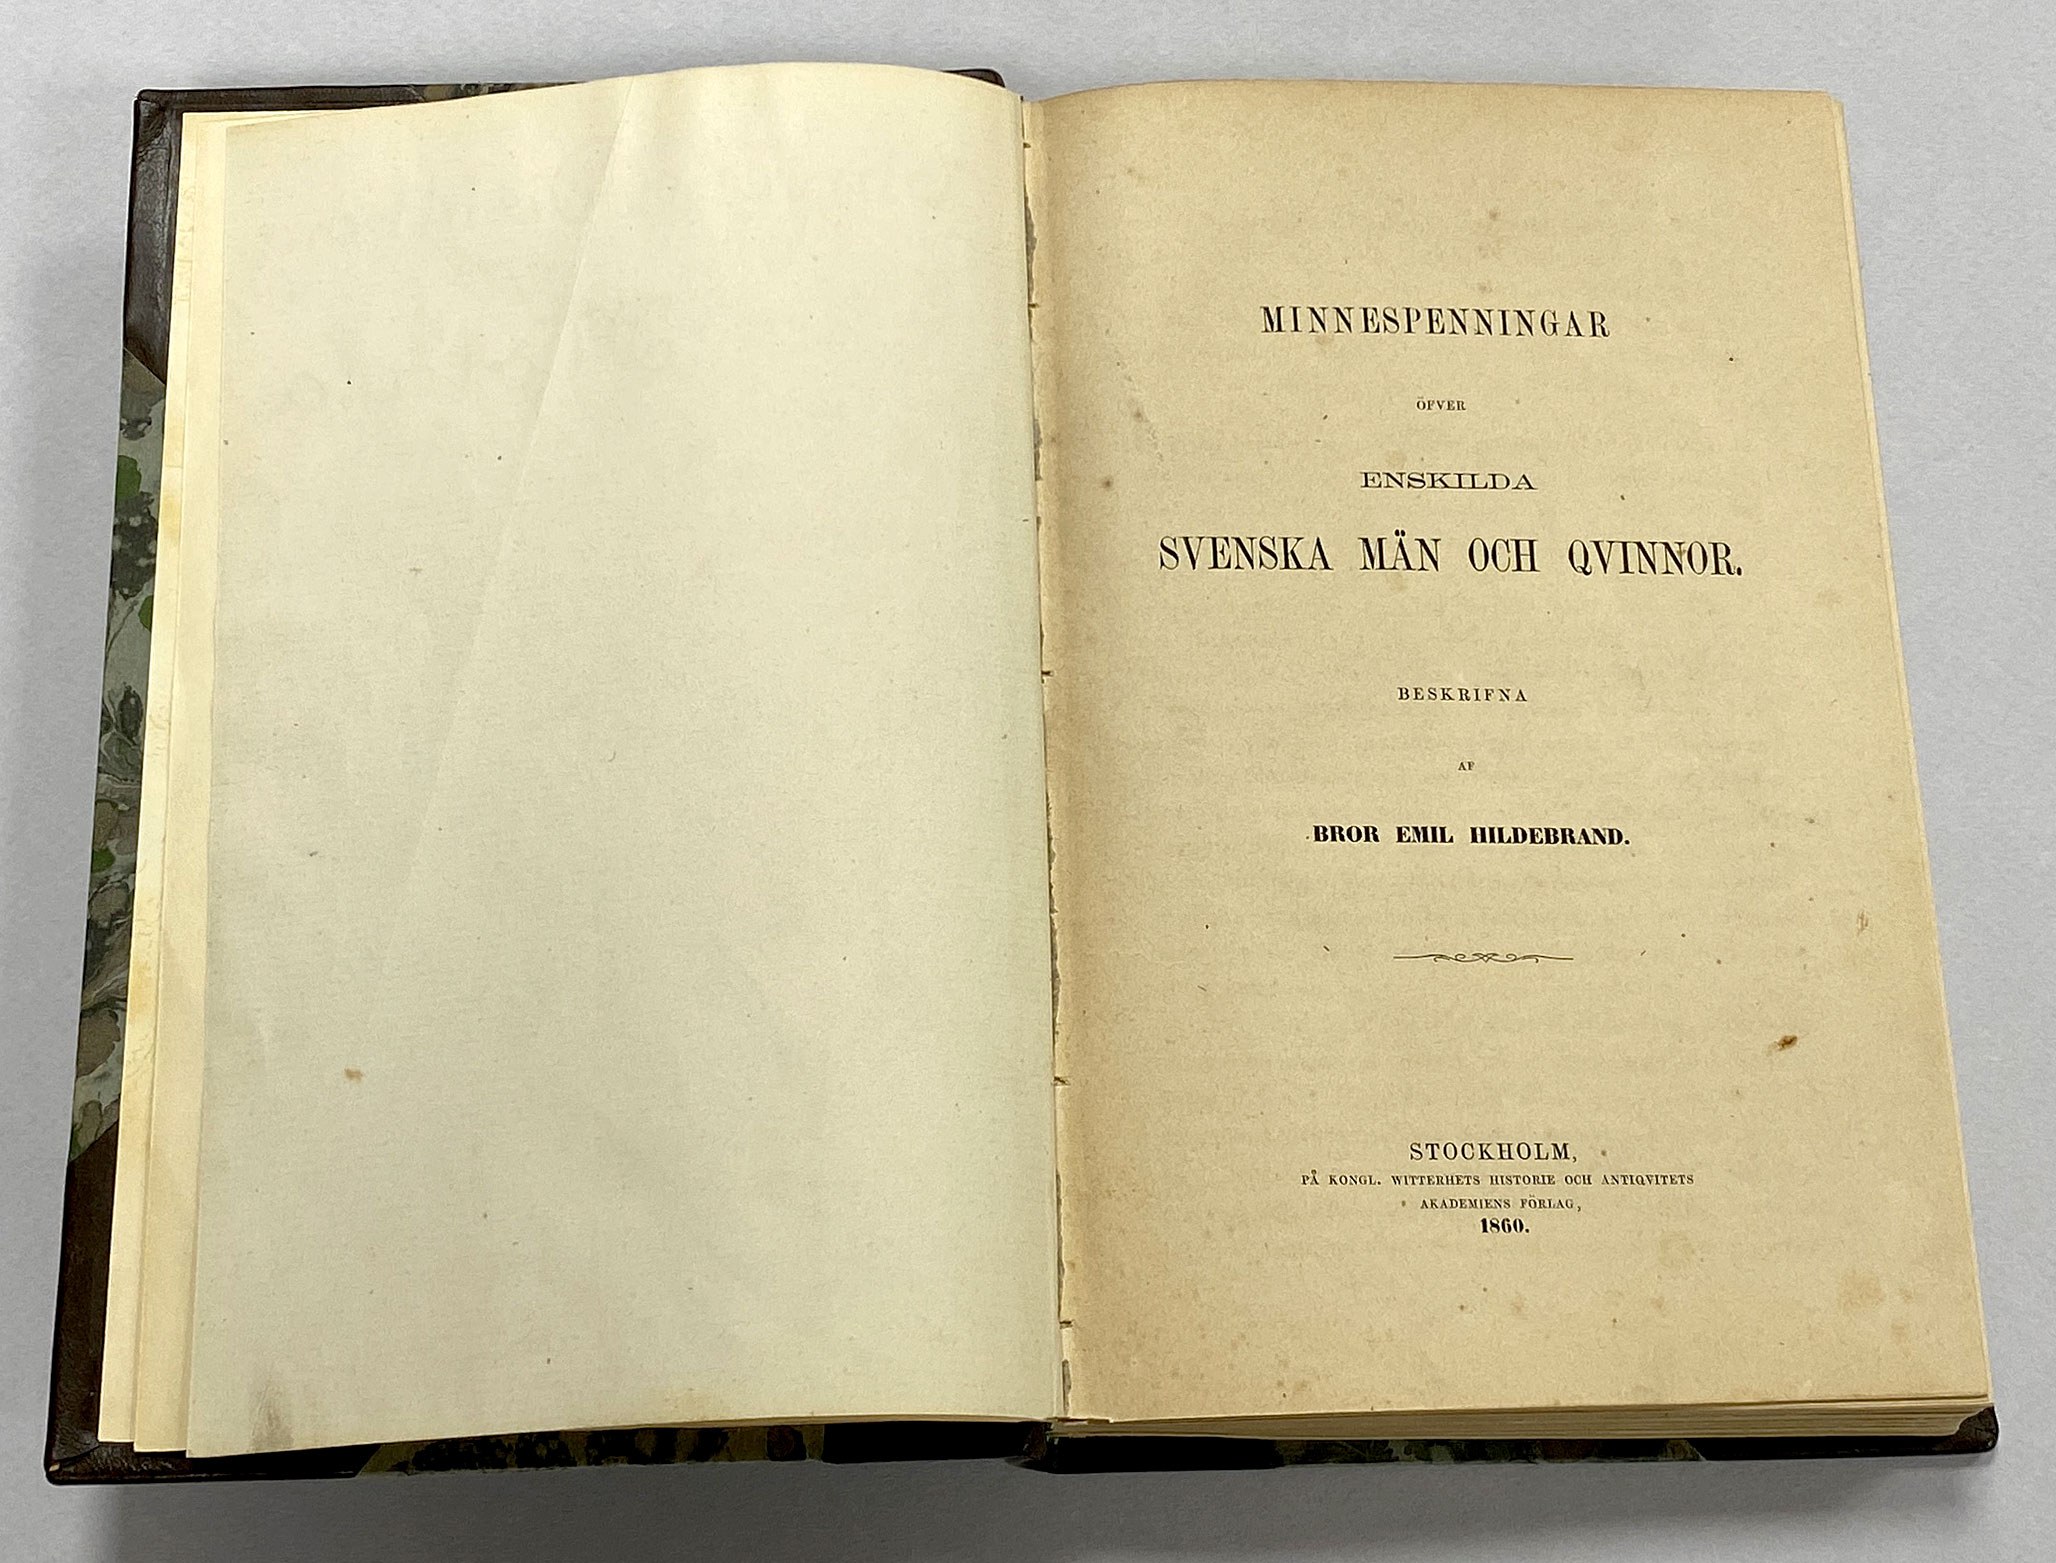 MINNESPENNINGAR
ÖFVER
ENSKILDA
SVENSKA MÄN OCH QVINNOR.
BESKRIFNA
AF
BROR EMIL HILDEBRAND.
STOCKHOLM,
PÅ KONGL. WITTERHETS HISTORIE OCH ANTIQVITETS
AKADEMIENS FÖRLAG,
1860.